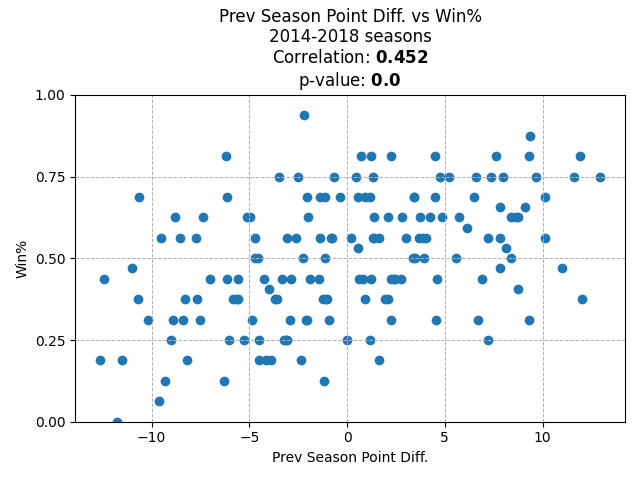 Prev Season Point Diff. vs Win%
2014-2018 seasons
Correlation: 0.452
p-value: 0.0
1.00
0.75
0.50
0.25
0.00
Win%
−10
−5
0
5
10
Prev Season Point Diff.